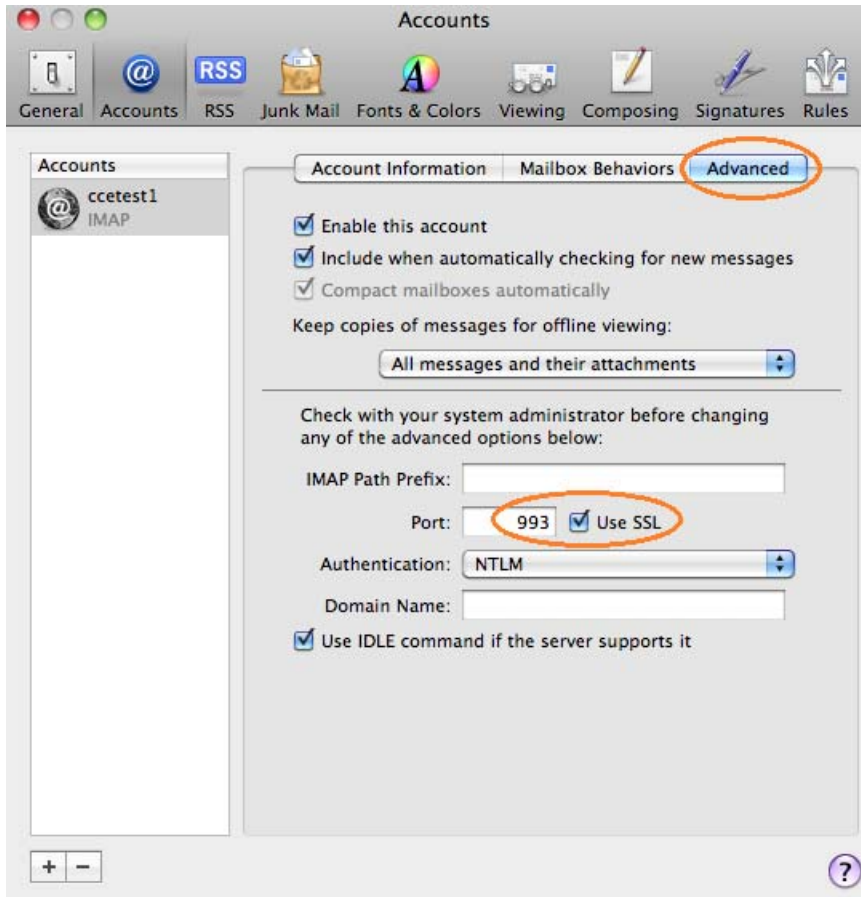 Accounts
RSS
General Accounts RSS Junk Mail Fonts & Colors Viewing Composing Signatures Rules
Accounts
ccetest1
IMAP
Account Information Mailbox Behaviors Advanced
Enable this account
Include when automatically checking for new messages
Compact mailboxes automatically
Keep copies of messages for offline viewing:
All messages and their attachments
Check with your system administrator before changing
any of the advanced options below:
IMAP Path Prefix:
Port: 993 Use SSL
Authentication: NTLM
Domain Name:
Use IDLE command if the server supports it
+ − ?